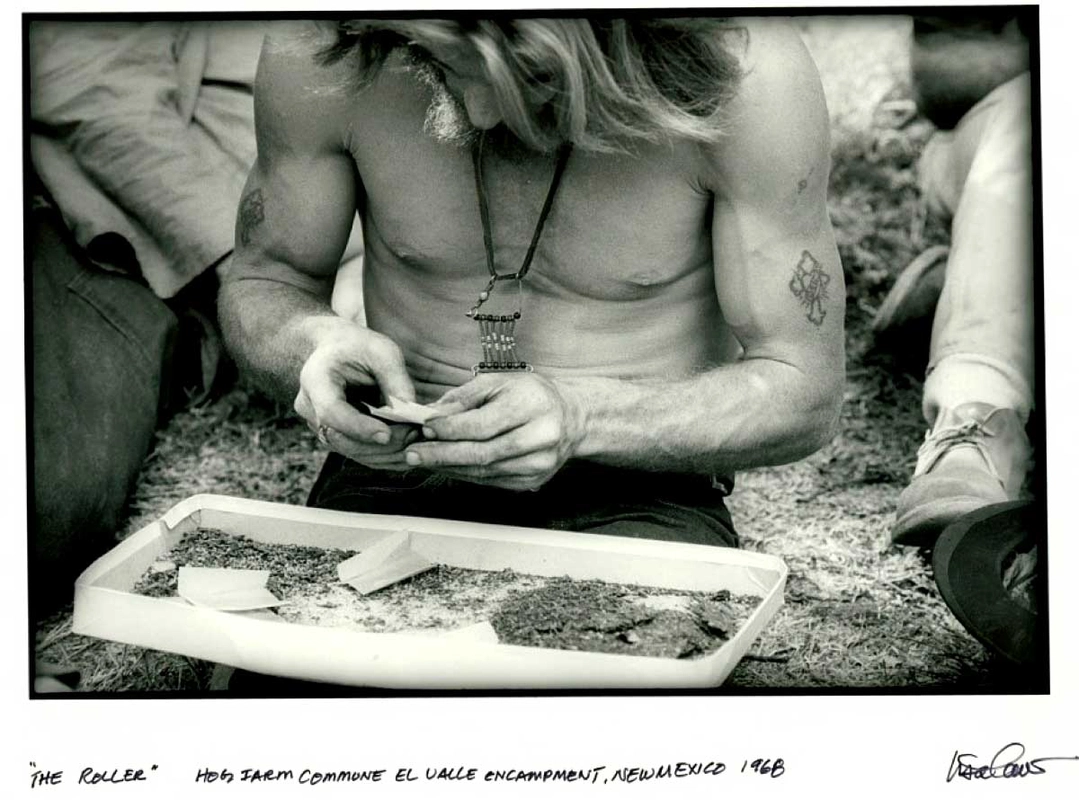 "THE ROLLER" HOG FARM COMMUNE EL VALLE ENCAMPMENT, NEW MEXICO 1968